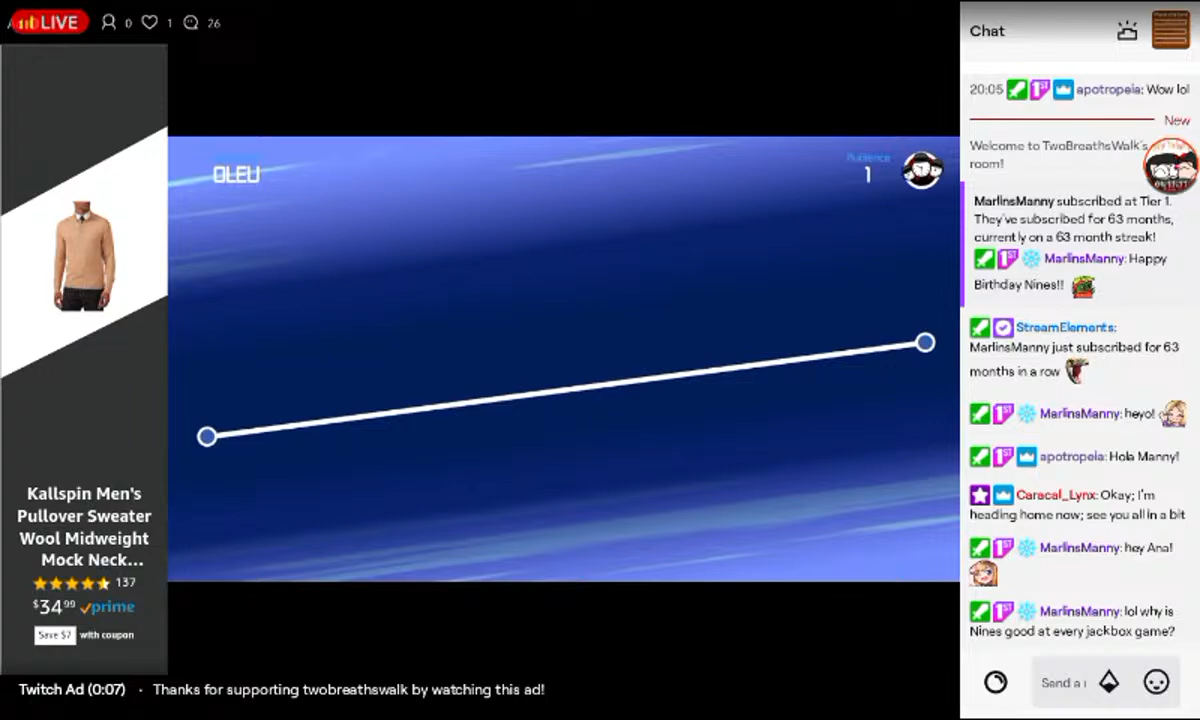 LIVE 0 1 26
Chat
20:05 apotropeia: Wow lol
New
Welcome to TwoBreathsWalk's
room!
MarlinsManny subscribed at Tier 1.
They've subscribed for 63 months,
currently on a 63 month streak!
MarlinsManny: Happy
Birthday Nines!!
StreamElements:
MarlinsManny just subscribed for 63
months in a row
MarlinsManny: heyo!
apotropeia: Hola Manny!
Caracal_Lynx: Okay; I'm
heading home now; see you all in a bit
MarlinsManny: hey Ana!
MarlinsManny: lol why is
Nines good at every jackbox game?
Send a
OLEU
Audience
1
Kallspin Men's
Pullover Sweater
Wool Midweight
Mock Neck...
137
$34.99 prime
Save $7 with coupon
Twitch Ad (0:07) · Thanks for supporting twobreathswalk by watching this ad!